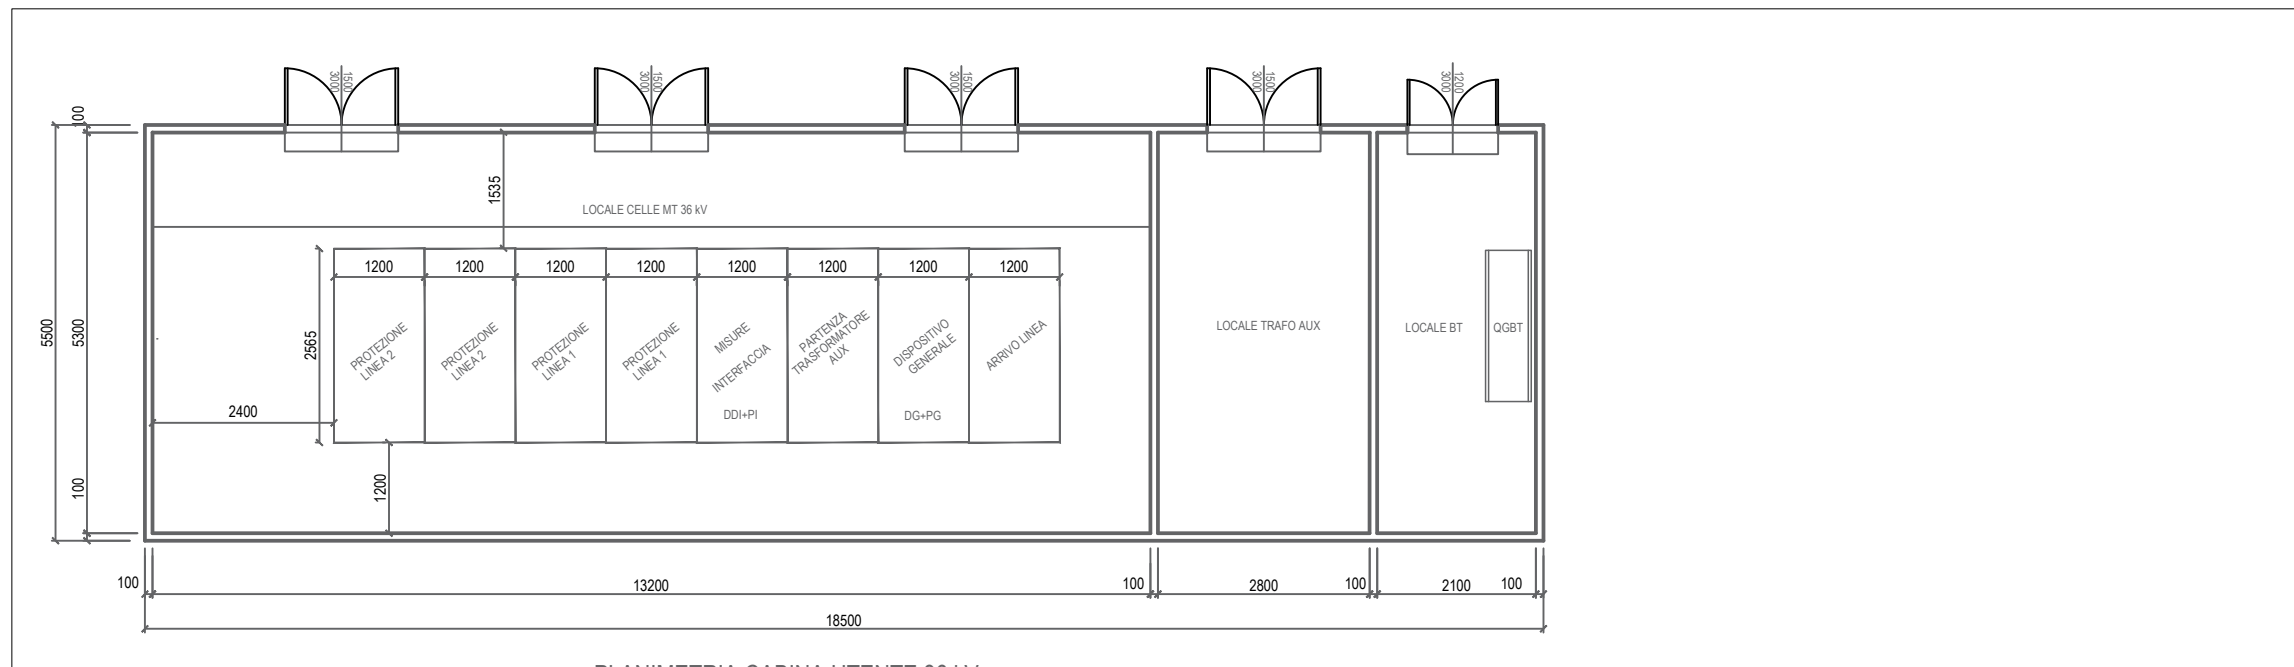 1500
3000
1500
3000
1500
3000
1500
3000
1200
3000
100
1535
LOCALE CELLE MT 36 kV
1200
1200
1200
1200
1200
1200
1200
1200
5500
5300
2565
PROTEZIONE
LINEA 2
PROTEZIONE
LINEA 2
PROTEZIONE
LINEA 1
PROTEZIONE
LINEA 1
MISURE
INTERFACCIA
DDI+PI
PARTENZA
TRASFORMATORE
AUX
DISPOSITIVO
GENERALE
DG+PG
ARRIVO LINEA
LOCALE TRAFO AUX
LOCALE BT
QGBT
2400
100
1200
100
13200
100
2800
100
2100
100
18500